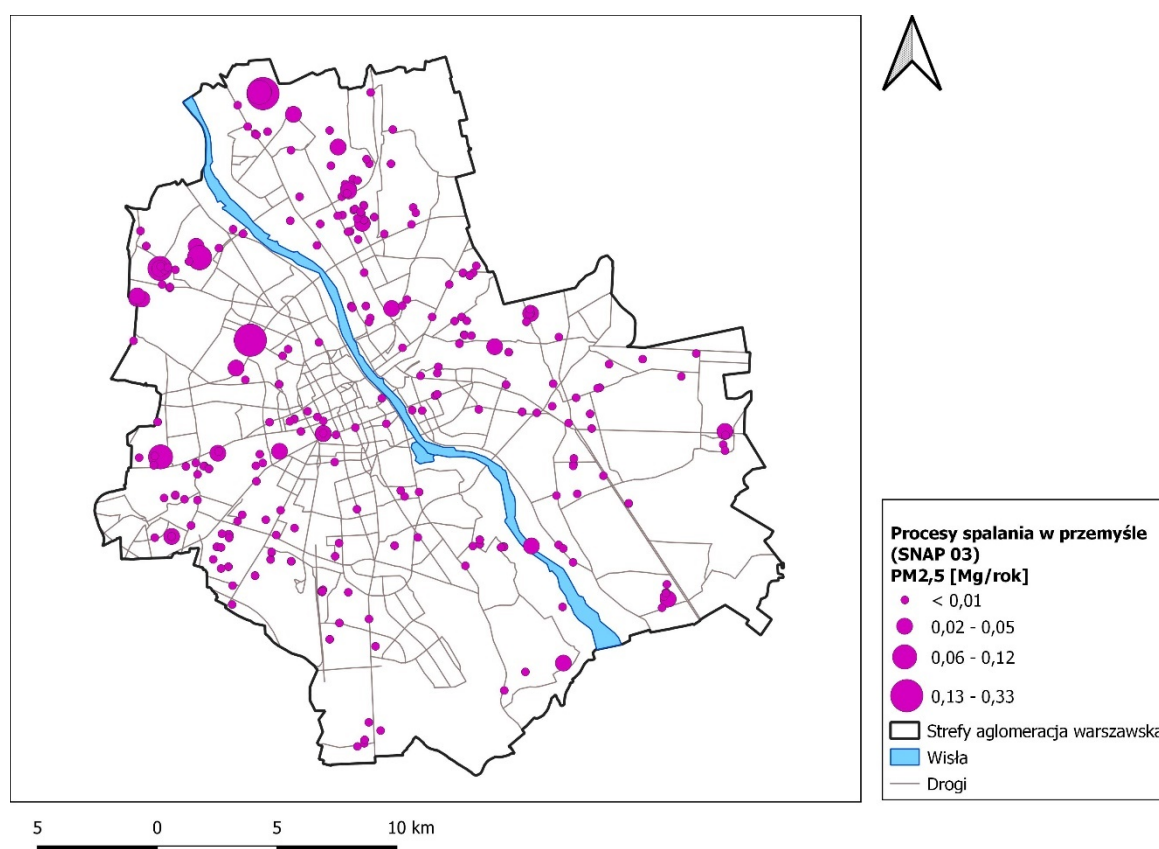 Procesy spalania w przemyśle
(SNAP 03)
PM2,5 [Mg/rok]
< 0,01
0,02 - 0,05
0,06 - 0,12
0,13 - 0,33
Strefy aglomeracja warszawska
Wisła
Drogi
5 0 5 10 km